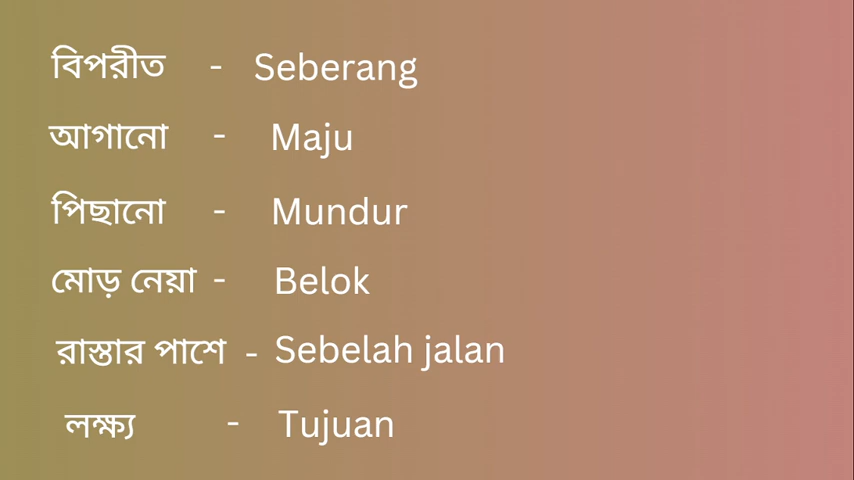 বিপরীত - Seberang
আগানো - Maju
পিছানো - Mundur
মোড় নেয়া - Belok
রাস্তার পাশে - Sebelah jalan
লক্ষ্য - Tujuan